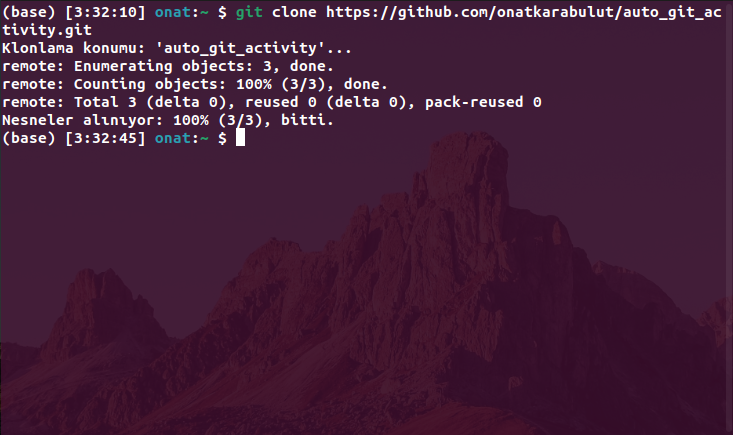 (base) [3:32:10] onat:~ $ git clone https://github.com/onatkarabulut/auto_git_ac
tivity.git
Klonlama konumu: 'auto_git_activity'...
remote: Enumerating objects: 3, done.
remote: Counting objects: 100% (3/3), done.
remote: Total 3 (delta 0), reused 0 (delta 0), pack-reused 0
Nesneler alınıyor: 100% (3/3), bitti.
(base) [3:32:45] onat:~ $